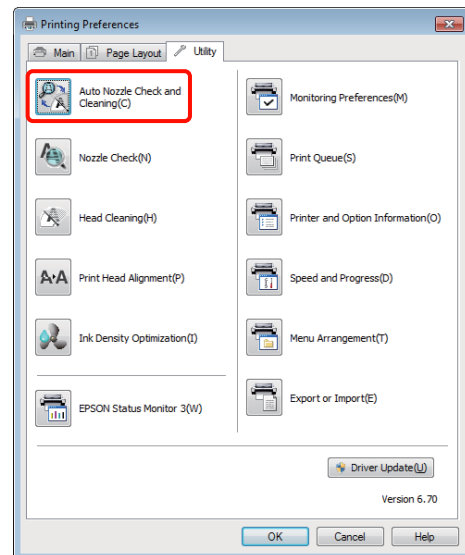 Printing Preferences
Main
Page Layout
Utility
Auto Nozzle Check and
Cleaning(C)
Nozzle Check(N)
Head Cleaning(H)
A A Print Head Alignment(P)
Ink Density Optimization(I)
EPSON Status Monitor 3(W)
Monitoring Preferences(M)
Print Queue(S)
Printer and Option Information(O)
Speed and Progress(D)
Menu Arrangement(T)
Export or Import(E)
Driver Update(U)
Version 6.70
OK
Cancel
Help